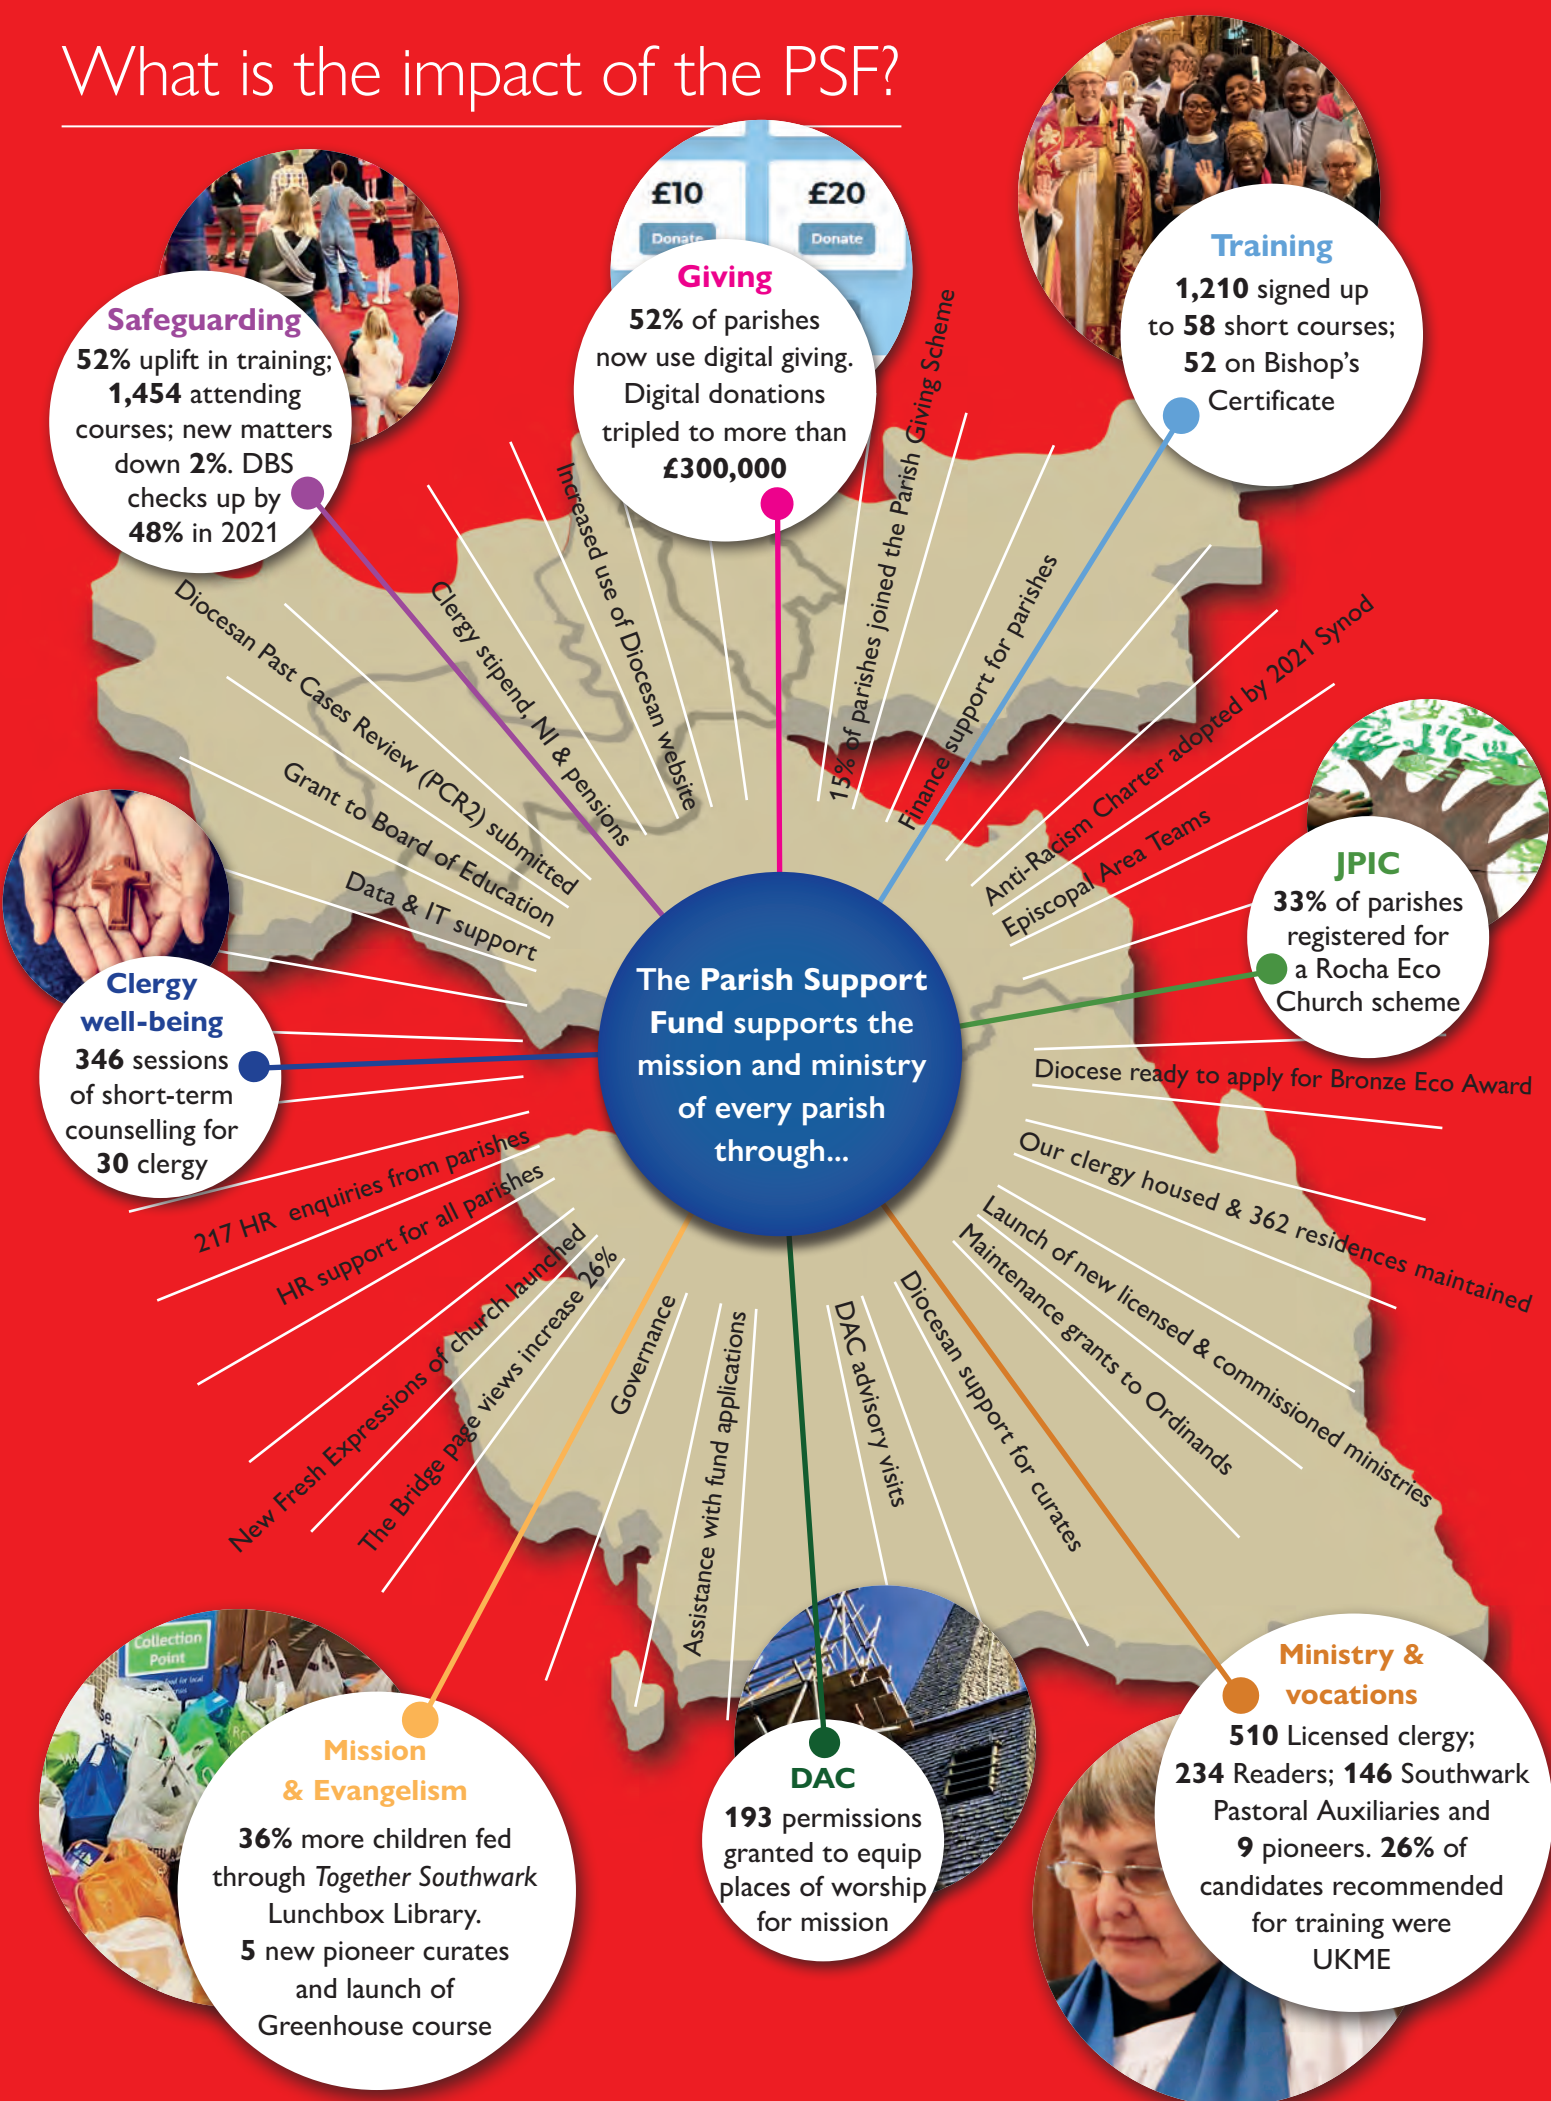 What is the impact of the PSF?
£10
Donate
£20
Donate
Safeguarding
52% uplift in training;
1,454 attending
courses; new matters
down 2%. DBS
checks up by
48% in 2021
Giving
52% of parishes
now use digital giving.
Digital donations
tripled to more than
£300,000
Training
1,210 signed up
to 58 short courses;
52 on Bishop's
Certificate
Diocesan Past Cases Review (PCR2) submitted
Grant to Board of Education
Data & IT support
Clergy stipend, NI & pensions
Increased use of Diocesan website
15% of parishes joined the Parish Giving Scheme
Finance support for parishes
Anti-Racism Charter adopted by 2021 Synod
Episcopal Area Teams
JPIC
33% of parishes
registered for
a Rocha Eco
Church scheme
Clergy
well-being
346 sessions
of short-term
counselling for
30 clergy
The Parish Support
Fund supports the
mission and ministry
of every parish
through...
Diocese ready to apply for Bronze Eco Award
Our clergy housed & 362 residences maintained
Launch of new licensed & commissioned ministries
Maintenance grants to Ordinands
Diocesan support for curates
DAC advisory visits
Assistance with fund applications
Governance
The Bridge page views increase 26%
New Fresh Expressions of church launched
HR support for all parishes
217 HR enquiries from parishes
Collection
Point
Mission
& Evangelism
36% more children fed
through Together Southwark
Lunchbox Library.
5 new pioneer curates
and launch of
Greenhouse course
DAC
193 permissions
granted to equip
places of worship
for mission
Ministry &
vocations
510 Licensed clergy;
234 Readers; 146 Southwark
Pastoral Auxiliaries and
9 pioneers. 26% of
candidates recommended
for training were
UKME